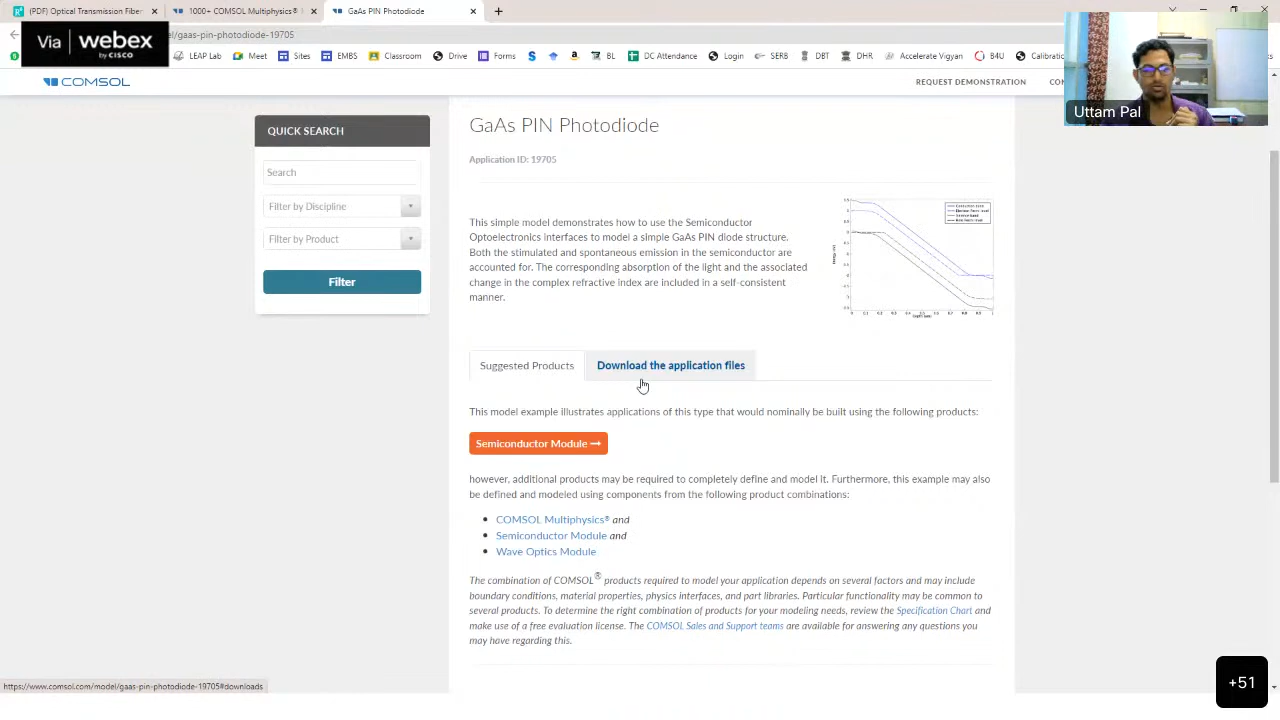 (PDF) Optical Transmission Fiber
1000+ COMSOL Multiphysics®
GaAs PIN Photodiode
Via webex
by CISCO
el/gaas-pin-photodiode-19705
LEAP Lab Meet Sites EMBS Classroom Drive Forms BL DC Attendance Login SERB DBT DHR Accelerate Vigyan B4U
COMSOL
REQUEST DEMONSTRATION
Uttam Pal
QUICK SEARCH
Search
Filter by Discipline
Filter by Product
Filter
GaAs PIN Photodiode
Application ID: 19705
This simple model demonstrates how to use the Semiconductor
Optoelectronics interfaces to model a simple GaAs PIN diode structure.
Both the stimulated and spontaneous emission in the semiconductor are
accounted for. The corresponding absorption of the light and the associated
change in the complex refractive index are included in a self-consistent
manner.
Suggested Products
Download the application files
This model example illustrates applications of this type that would nominally be built using the following products:
Semiconductor Module
however, additional products may be required to completely define and model it. Furthermore, this example may also
be defined and modeled using components from the following product combinations:
COMSOL Multiphysics® and
Semiconductor Module and
Wave Optics Module
The combination of COMSOL® products required to model your application depends on several factors and may include
boundary conditions, material properties, physics interfaces, and part libraries. Particular functionality may be common to
several products. To determine the right combination of products for your modeling needs, review the Specification Chart and
make use of a free evaluation license. The COMSOL Sales and Support teams are available for answering any questions you
may have regarding this.
https://www.comsol.com/model/gaas-pin-photodiode-19705#downloads
+51